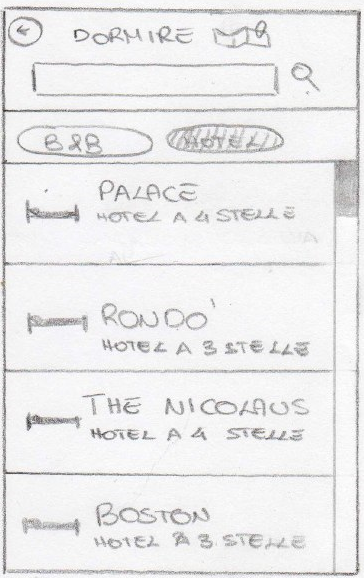 DORMIRE
B&B HOTEL
PALACE
HOTEL A 4 STELLE
RONDO'
HOTEL A 3 STELLE
THE NICOLAUS
HOTEL A 4 STELLE
BOSTON
HOTEL A 3 STELLE